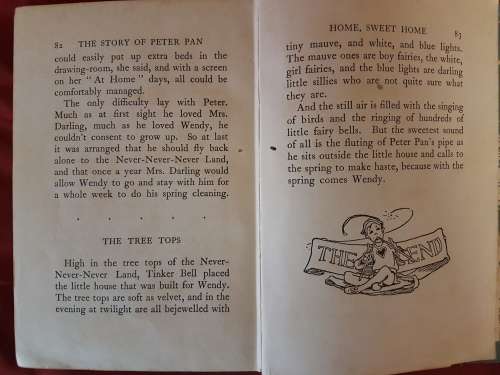 82 THE STORY OF PETER PAN
could easily put up extra beds in the
drawing-room, she said, and with a screen
on her "At Home" days, all could be
comfortably managed.
The only difficulty lay with Peter.
Much as at first sight he loved Mrs.
Darling, much as he loved Wendy, he
couldn't consent to grow up. So at last
it was arranged that he should fly back
alone to the Never-Never-Never Land,
and that once a year Mrs. Darling would
allow Wendy to go and stay with him for
a whole week to do his spring cleaning.
. . . . .
THE TREE TOPS
High in the tree tops of the Never-
Never-Never Land, Tinker Bell placed
the little house that was built for Wendy.
The tree tops are soft as velvet, and in the
evening at twilight are all bejewelled with
HOME, SWEET HOME 83
tiny mauve, and white, and blue lights.
The mauve ones are boy fairies, the white,
girl fairies, and the blue lights are darling
little sillies who are not quite sure what
they are.
And the still air is filled with the singing
of birds and the ringing of hundreds of
little fairy bells. But the sweetest sound
of all is the fluting of Peter Pan's pipe as
he sits outside the little house and calls to
the spring to make haste, because with the
spring comes Wendy.
THE END